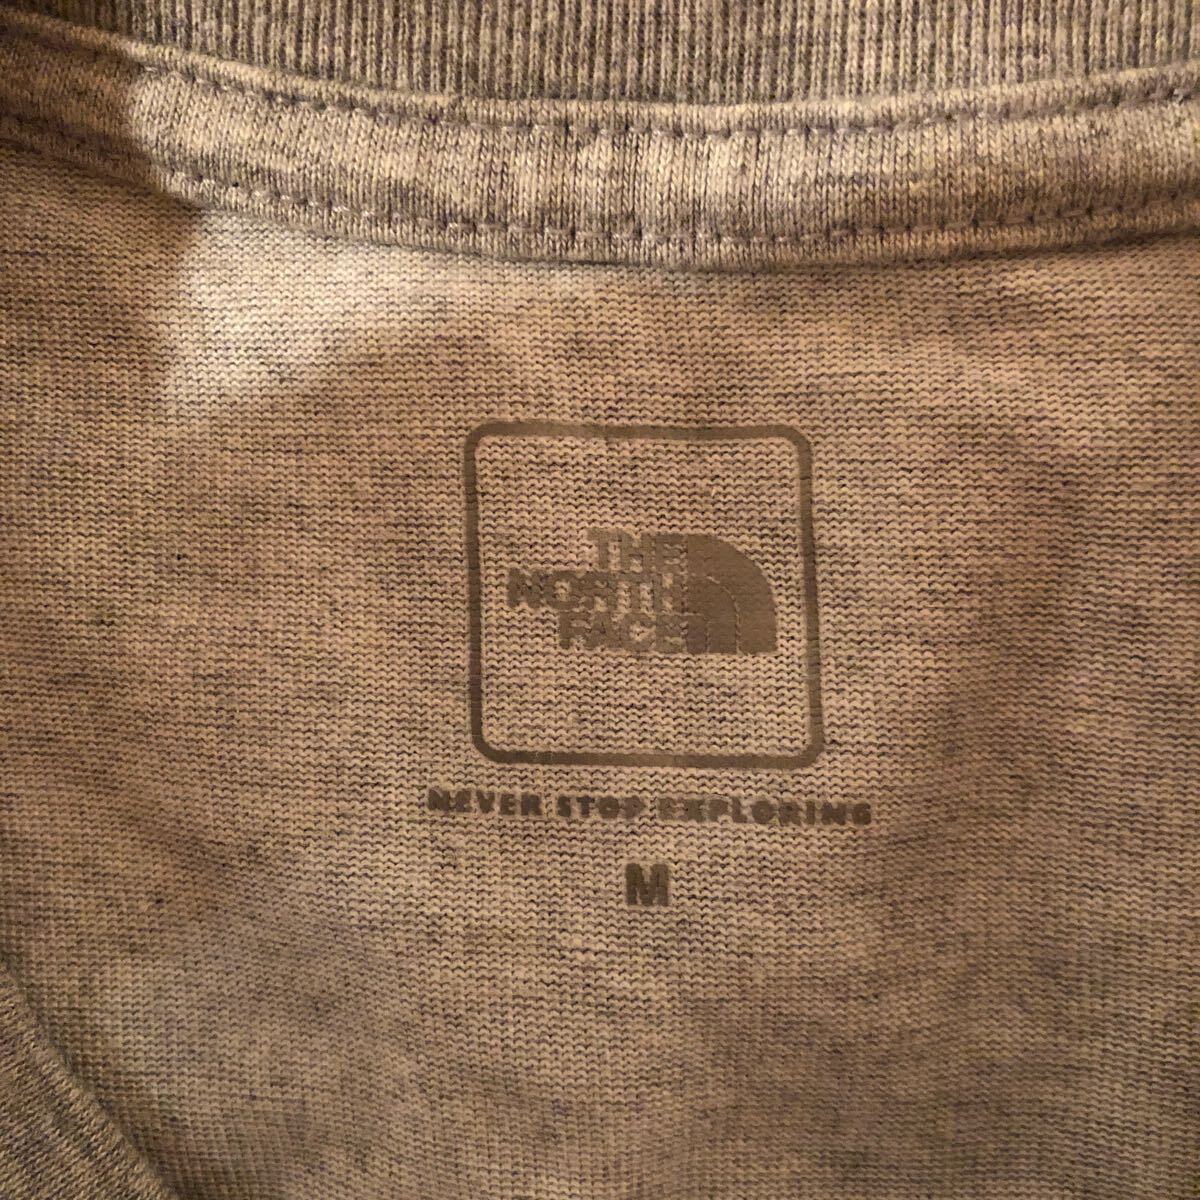 THE
NORTH
FACE
NEVER STOP EXPLORING
M